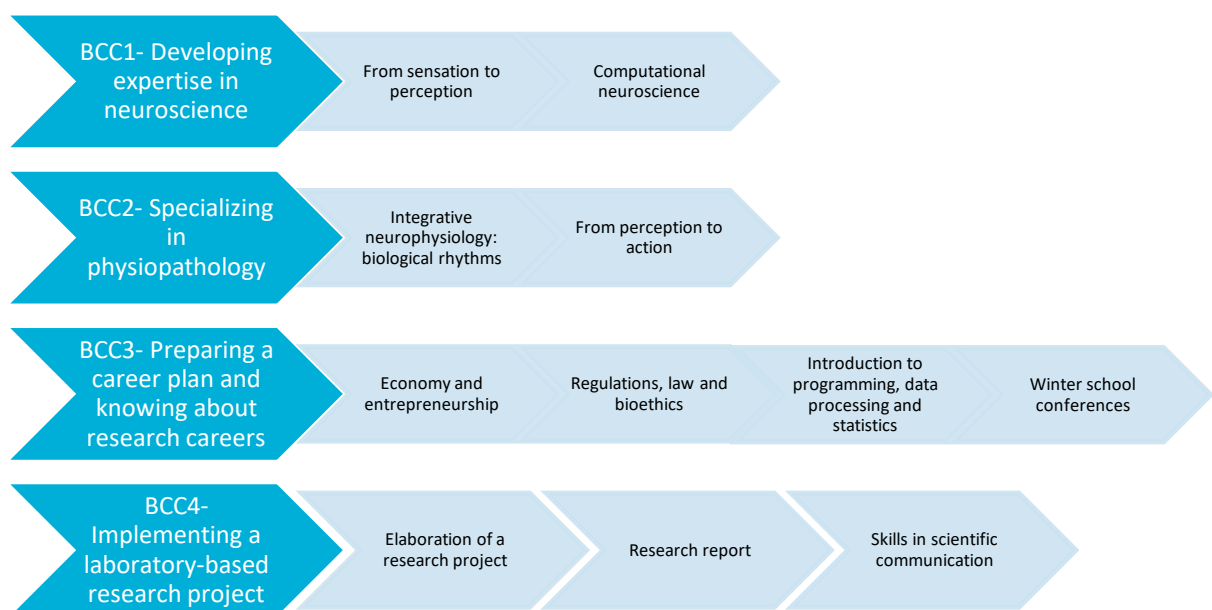 BCC1- Developing
expertise in
neuroscience
From sensation to
perception
Computational
neuroscience
BCC2- Specializing
in
physiopathology
Integrative
neurophysiology:
biological rhythms
From perception to
action
BCC3- Preparing a
career plan and
knowing about
research careers
Economy and
entrepreneurship
Regulations, law and
bioethics
Introduction to
programming, data
processing and
statistics
Winter school
conferences
BCC4-
Implementing a
laboratory-based
research project
Elaboration of a
research project
Research report
Skills in scientific
communication